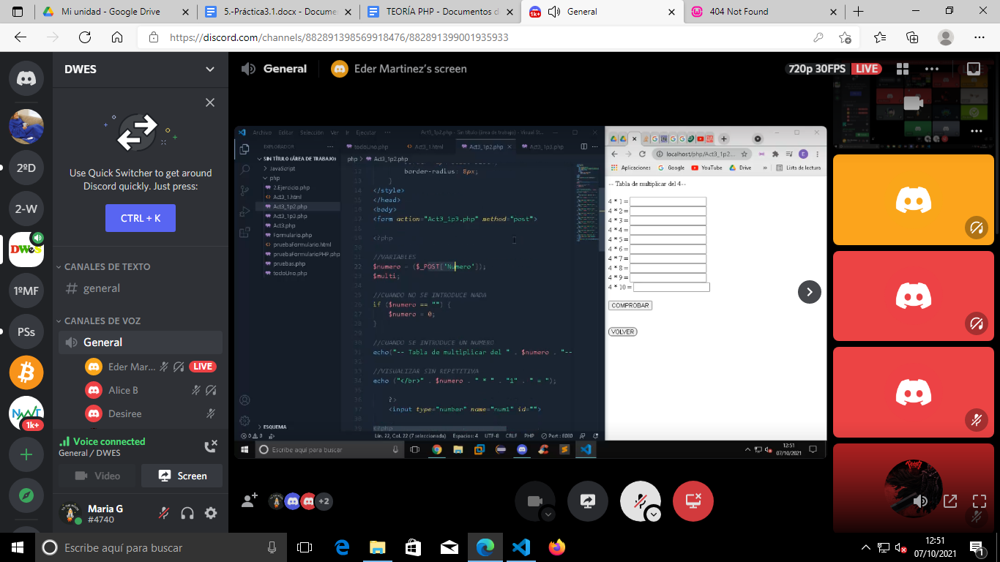 Mi unidad - Google Drive
5.-Práctica3.1.docx - Docume
TEORÍA PHP - Documentos d
1k+
General
404 Not Found
https://discord.com/channels/882891398569918476/882891399001935933
DWES
General
Eder Martinez's screen
720p 30FPS LIVE
Use Quick Switcher to get around
Discord quickly. Just press:
CTRL + K
2ºD
2-W
DWeS
1ºMF
PSs
1k+
CANALES DE TEXTO
general
CANALES DE VOZ
General
Eder Mar... LIVE
Alice B
Desiree
Voice connected
General / DWES
Video
Screen
Maria G
#4740
Archivo Editar Selección Ver Ir Ejecutar ··· Act3_1p2.php - Sin título (área de trabajo) - Visual St...
EXPLORADOR
SIN TÍTULO (ÁREA DE TRABAJO)
JavaScript
php
2.Ejercicio.php
Act3_1.html
Act3_1p2.php
Act3_1p3.php
Act3.php
Formulario.php
pruebaFormulario.html
pruebaFormularioPHP.php
pruebas.php
todoUno.php
ESQUEMA
todoUno.php
Act3_1.html
Act3_1p2.php
Act3_1p3.php
php > Act3_1p2.php
12 border-radius: 8px;
13 }
14 </style>
15 </head>
16 <body>
17 <form action="Act3_1p3.php" method="post">
18
19 <?php
20
21 //VARIABLES
22 $numero = ($_POST['Numero']);
23 $multi;
24
25 //CUANDO NO SE INTRODUCE NADA
26 if ($numero == "") {
27 $numero = 0;
28 }
29
30 //CUANDO SE INTRODUCE UN NUMERO
31 echo("-- Tabla de multiplicar del " . $numero . "--
32
33 //VISUALIZAR SIN REPETITIVA
34 echo ("</br>" . $numero . " * " . "1" . " = ");
35
36 ?>
37 <input type="number" name="num1" id="">
38
39 <?php
0 0 Lín. 22, Col. 22 (7 seleccionada) Espacios: 4 UTF-8 CRLF PHP Port : 8080
localhost/php/Act3_1p2....
Aplicaciones Google YouTube Drive » Lista de lectura
-- Tabla de multiplicar del 4--
4 * 1 =
4 * 2 =
4 * 3 =
4 * 4 =
4 * 5 =
4 * 6 =
4 * 7 =
4 * 8 =
4 * 9 =
4 * 10 =
COMPROBAR
VOLVER
Escribe aquí para buscar
12:51
07/10/2021
+2
Escribe aquí para buscar
12:51
07/10/2021
1